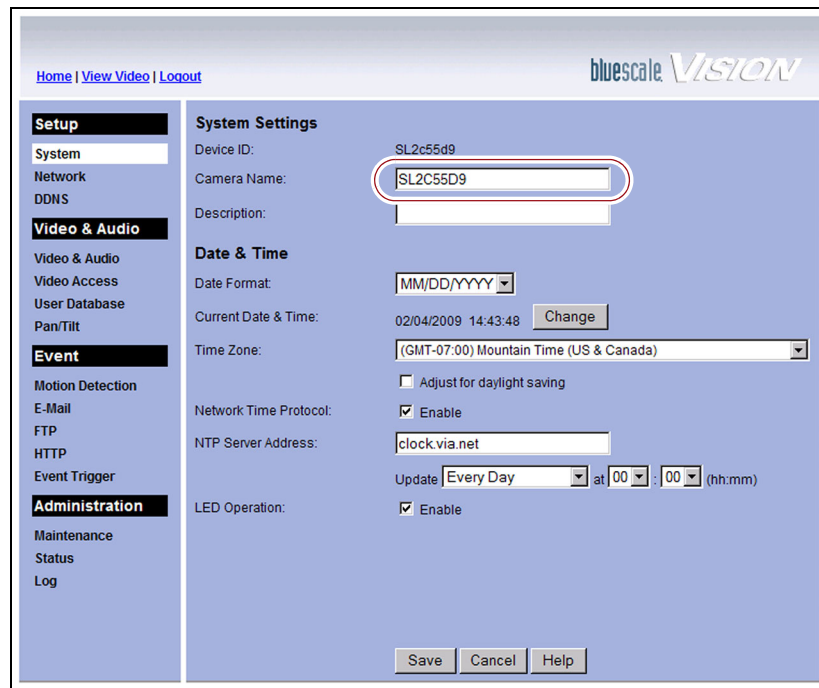 Home | View Video | Logout
bluescale VISION
Setup
System
Network
DDNS
Video & Audio
Video & Audio
Video Access
User Database
Pan/Tilt
Event
Motion Detection
E-Mail
FTP
HTTP
Event Trigger
Administration
Maintenance
Status
Log
System Settings
Device ID: SL2c55d9
Camera Name: SL2C55D9
Description:
Date & Time
Date Format: MM/DD/YYYY
Current Date & Time: 02/04/2009 14:43:48 Change
Time Zone: (GMT-07:00) Mountain Time (US & Canada)
Adjust for daylight saving
Network Time Protocol: Enable
NTP Server Address: clock.via.net
Update Every Day at 00 : 00 (hh:mm)
LED Operation: Enable
Save Cancel Help